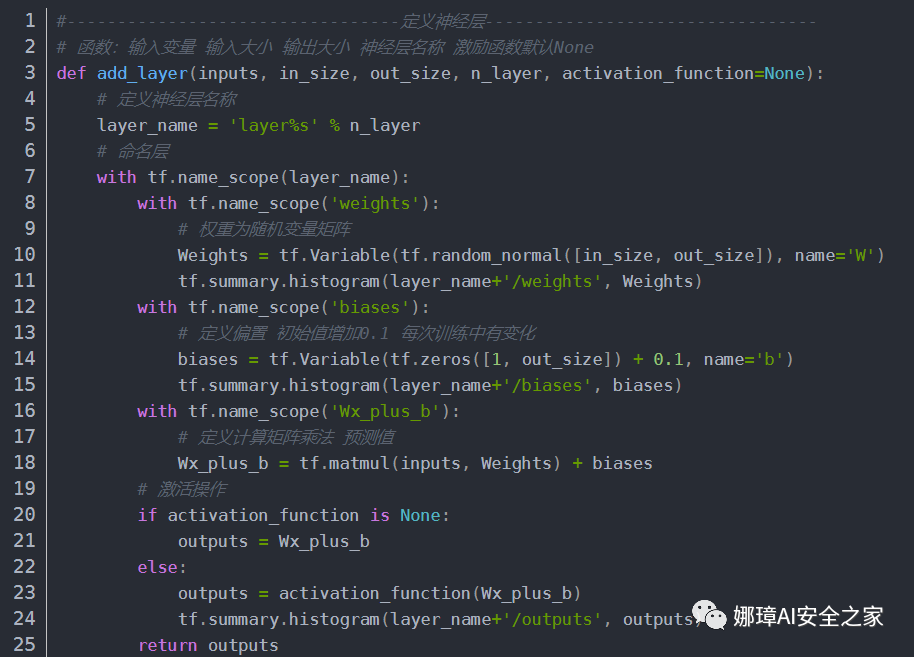 1 #---------------------------------定义神经层---------------------------------
2 # 函数：输入变量 输入大小 输出大小 神经层名称 激励函数默认None
3 def add_layer(inputs, in_size, out_size, n_layer, activation_function=None):
4     # 定义神经层名称
5     layer_name = 'layer%s' % n_layer
6     # 命名层
7     with tf.name_scope(layer_name):
8         with tf.name_scope('weights'):
9             # 权重为随机变量矩阵
10             Weights = tf.Variable(tf.random_normal([in_size, out_size]), name='W')
11             tf.summary.histogram(layer_name+'/weights', Weights)
12         with tf.name_scope('biases'):
13             # 定义偏置 初始值增加0.1 每次训练中有变化
14             biases = tf.Variable(tf.zeros([1, out_size]) + 0.1, name='b')
15             tf.summary.histogram(layer_name+'/biases', biases)
16         with tf.name_scope('Wx_plus_b'):
17             # 定义计算矩阵乘法 预测值
18             Wx_plus_b = tf.matmul(inputs, Weights) + biases
19         # 激活操作
20         if activation_function is None:
21             outputs = Wx_plus_b
22         else:
23             outputs = activation_function(Wx_plus_b)
24             tf.summary.histogram(layer_name+'/outputs', outputs)
25         return outputs
娜璋AI安全之家